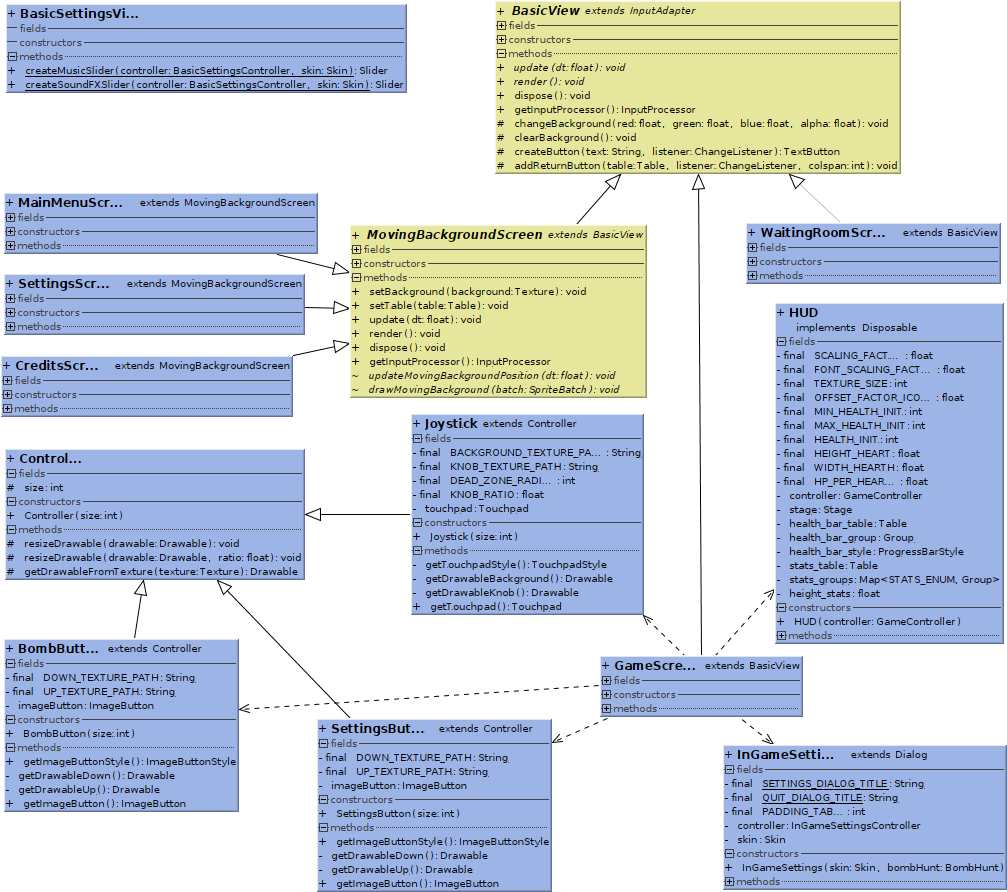 + BasicSettingsVi...
fields
constructors
methods
+ createMusicSlider(controller:BasicSettingsController, skin:Skin): Slider
+ createSoundFXSlider(controller:BasicSettingsController, skin:Skin): Slider
+ BasicView extends InputAdapter
fields
constructors
methods
+ update(dt:float): void
+ render(): void
+ dispose(): void
+ getInputProcessor(): InputProcessor
# changeBackground(red:float, green:float, blue:float, alpha:float): void
# clearBackground(): void
# createButton(text:String, listener:ChangeListener): TextButton
# addReturnButton(table:Table, listener:ChangeListener, colspan:int): void
+ MainMenuScr... extends MovingBackgroundScreen
fields
constructors
methods
+ SettingsScr... extends MovingBackgroundScreen
fields
constructors
methods
+ CreditsScr... extends MovingBackgroundScreen
fields
constructors
methods
+ MovingBackgroundScreen extends BasicView
fields
constructors
methods
+ setBackground(background:Texture): void
+ setTable(table:Table): void
+ update(dt:float): void
+ render(): void
+ dispose(): void
+ getInputProcessor(): InputProcessor
~ updateMovingBackgroundPosition(dt:float): void
~ drawMovingBackground(batch:SpriteBatch): void
+ WaitingRoomScr... extends BasicView
fields
constructors
methods
+ HUD
implements Disposable
fields
- final SCALING_FACT... : float
- final FONT_SCALING_FACT... : float
- final TEXTURE_SIZE: int
- final OFFSET_FACTOR_ICO... : float
- final MIN_HEALTH_INIT: int
- final MAX_HEALTH_INIT: int
- final HEALTH_INIT: int
- final HEIGHT_HEART: float
- final WIDTH_HEARTH: float
- final HP_PER_HEAR... : float
- controller: GameController
- stage: Stage
- health_bar_table: Table
- health_bar_group: Group
- health_bar_style: ProgressBarStyle
- stats_table: Table
- stats_groups: Map<STATS_ENUM, Group>
- height_stats: float
constructors
+ HUD(controller:GameController)
methods
+ Control...
fields
# size: int
constructors
+ Controller(size:int)
methods
# resizeDrawable(drawable:Drawable): void
# resizeDrawable(drawable:Drawable, ratio:float): void
# getDrawableFromTexture(texture:Texture): Drawable
+ Joystick extends Controller
fields
- final BACKGROUND_TEXTURE_PA... : String
- final KNOB_TEXTURE_PATH: String
- final DEAD_ZONE_RADI... : int
- final KNOB_RATIO: float
- touchpad: Touchpad
constructors
+ Joystick(size:int)
methods
- getTouchpadStyle(): TouchpadStyle
- getDrawableBackground(): Drawable
- getDrawableKnob(): Drawable
+ getTouchpad(): Touchpad
+ BombButt... extends Controller
fields
- final DOWN_TEXTURE_PATH: String
- final UP_TEXTURE_PATH: String
- imageButton: ImageButton
constructors
+ BombButton(size:int)
methods
+ getImageButtonStyle(): ImageButtonStyle
- getDrawableDown(): Drawable
- getDrawableUp(): Drawable
+ getImageButton(): ImageButton
+ GameScre... extends BasicView
fields
constructors
methods
+ SettingsBut... extends Controller
fields
- final DOWN_TEXTURE_PATH: String
- final UP_TEXTURE_PATH: String
- imageButton: ImageButton
constructors
+ SettingsButton(size:int)
methods
+ getImageButtonStyle(): ImageButtonStyle
- getDrawableDown(): Drawable
- getDrawableUp(): Drawable
+ getImageButton(): ImageButton
+ InGameSetti... extends Dialog
fields
- final SETTINGS_DIALOG_TITLE: String
- final QUIT_DIALOG_TITLE: String
- final PADDING_TAB... : int
- controller: InGameSettingsController
- skin: Skin
constructors
+ InGameSettings(skin:Skin, bombHunt:BombHunt)
methods